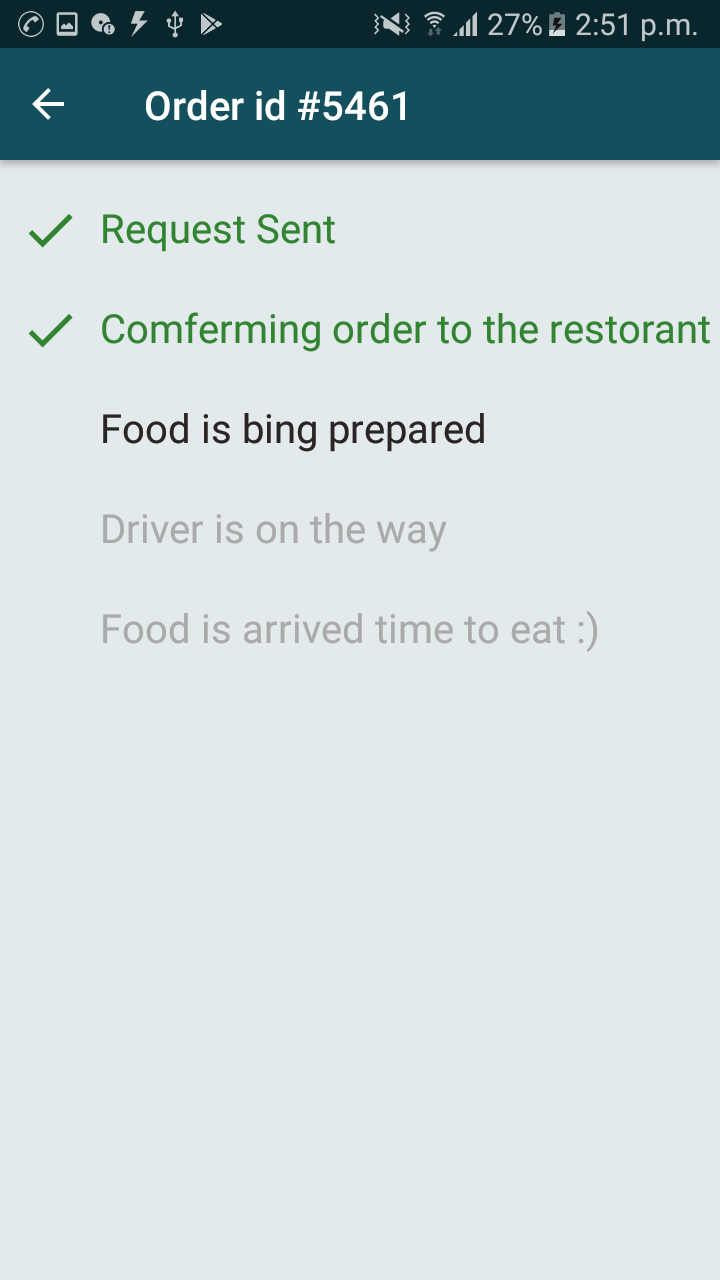 27% 2:51 p.m.
Order id #5461
Request Sent
Comferming order to the restorant
Food is bing prepared
Driver is on the way
Food is arrived time to eat :)